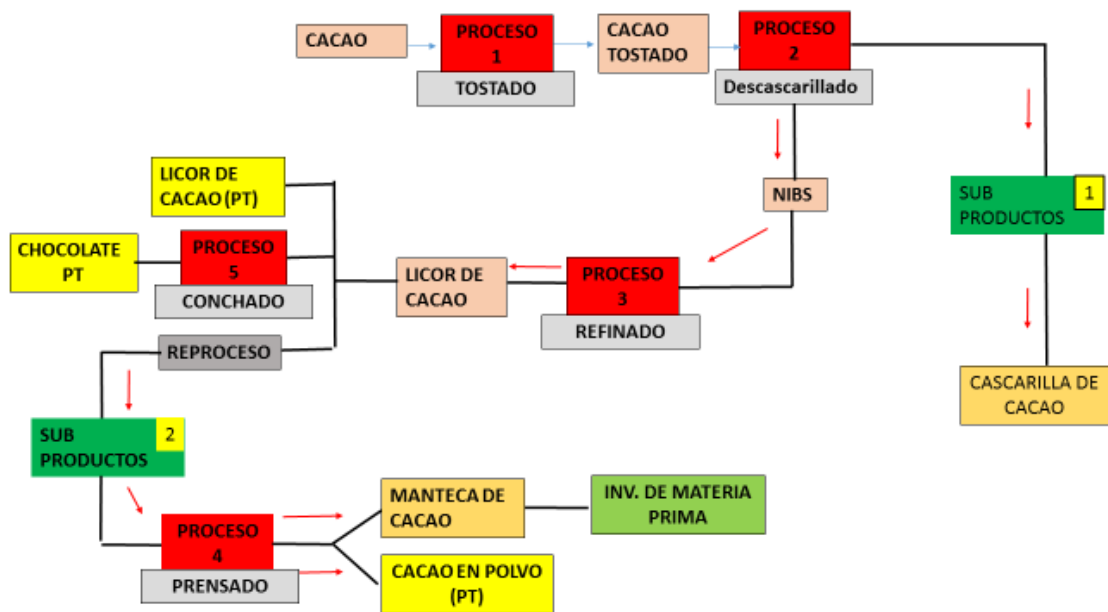 CACAO
PROCESO
1
TOSTADO
CACAO
TOSTADO
PROCESO
2
Descascarillado
SUB
PRODUCTOS
1
CASCARILLA DE
CACAO
NIBS
PROCESO
3
REFINADO
LICOR DE
CACAO
LICOR DE
CACAO (PT)
PROCESO
5
CONCHADO
CHOCOLATE
PT
REPROCESO
SUB
PRODUCTOS
2
PROCESO
4
PRENSADO
MANTECA DE
CACAO
INV. DE MATERIA
PRIMA
CACAO EN POLVO
(PT)